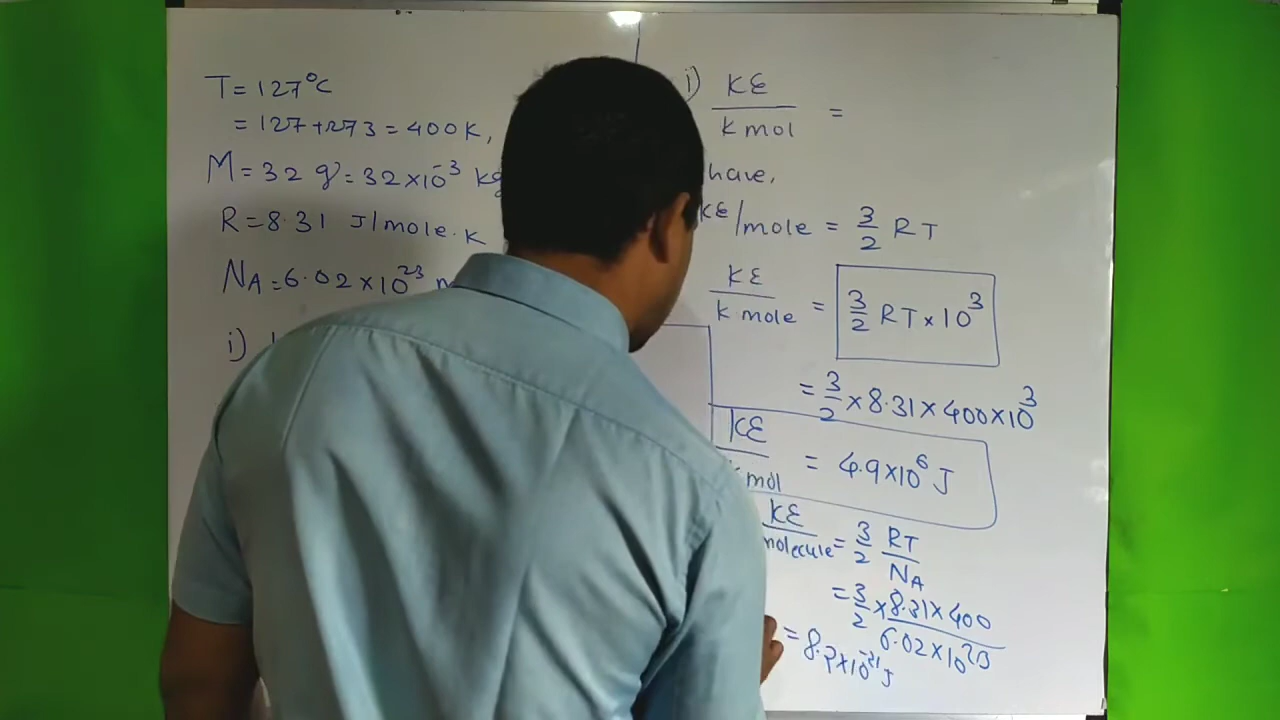 T = 127°C
= 127 + 273 = 400 K,
M = 32 g = 32 × 10⁻³ kg
R = 8.31 J/mole.K
N_A = 6.02 × 10²³
i)
i) KE / k mol =
have,
KE/mole = 3/2 RT
KE / k mole = 3/2 RT × 10³
= 3/2 × 8.31 × 400 × 10³
KE / mol = 4.9 × 10⁶ J
KE / molecule = 3/2 RT / N_A
= 3/2 × 8.31 × 400 / 6.02 × 10²³
= 8.2 × 10⁻²¹ J